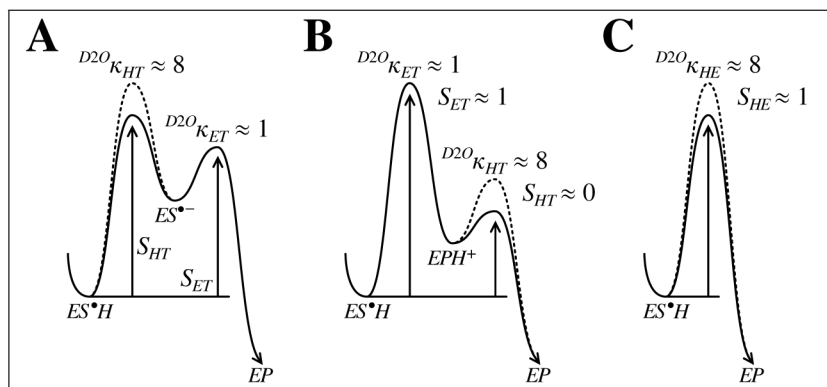 A
B
C
D2Oκ_HT ≈ 8
D2Oκ_ET ≈ 1
D2Oκ_HE ≈ 8
S_ET ≈ 1
S_HE ≈ 1
D2Oκ_ET ≈ 1
D2Oκ_HT ≈ 8
S_HT ≈ 0
ES•−
S_HT
EPH+
S_ET
ES•H
ES•H
ES•H
EP
EP
EP